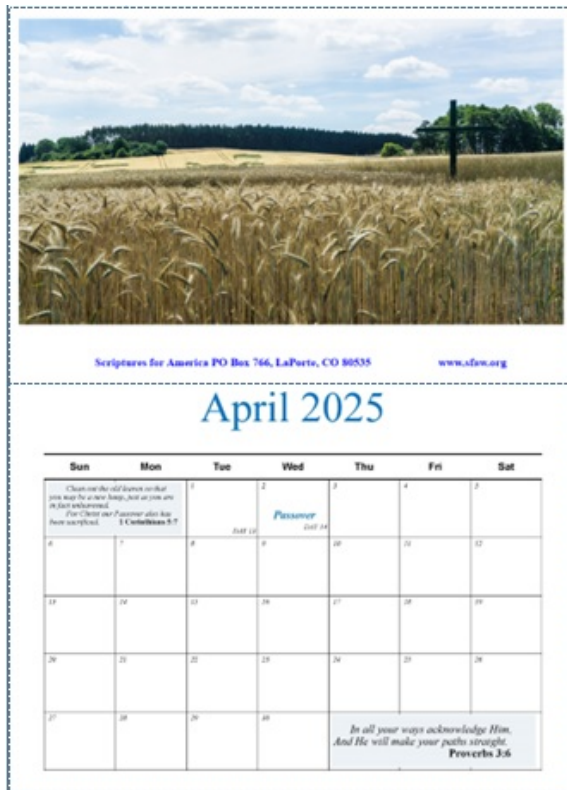 Scriptures for America PO Box 766, LaPorte, CO 80535 www.sfaw.org
April 2025
Sun Mon Tue Wed Thu Fri Sat
Clean out the old leaven so that
you may be a new lump, just as you are
in fact unleavened.
For Christ our Passover also has
been sacrificed. 1 Corinthians 5:7
1 2 3 4 5
Passover
DAY 13 DAY 14
6 7 8 9 10 11 12
13 14 15 16 17 18 19
20 21 22 23 24 25 26
27 28 29 30
In all your ways acknowledge Him,
And He will make your paths straight.
Proverbs 3:6